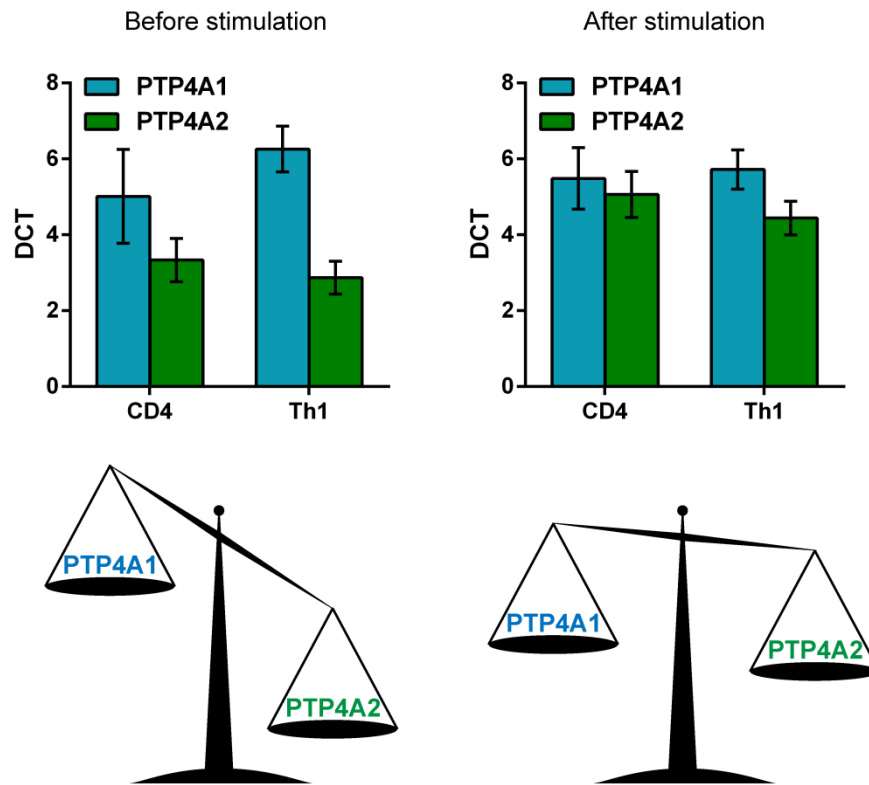 Before stimulation
After stimulation
8
6
4
2
0
DCT
PTP4A1
PTP4A2
CD4
Th1
8
6
4
2
0
DCT
PTP4A1
PTP4A2
CD4
Th1
PTP4A1
PTP4A2
PTP4A1
PTP4A2